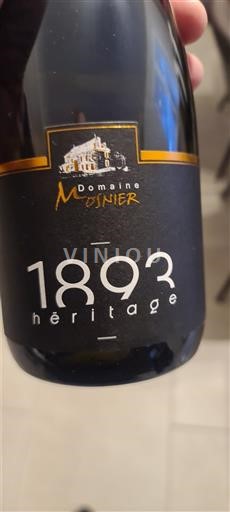 Domaine
MOSNIER
VINIOU
1893
héritage